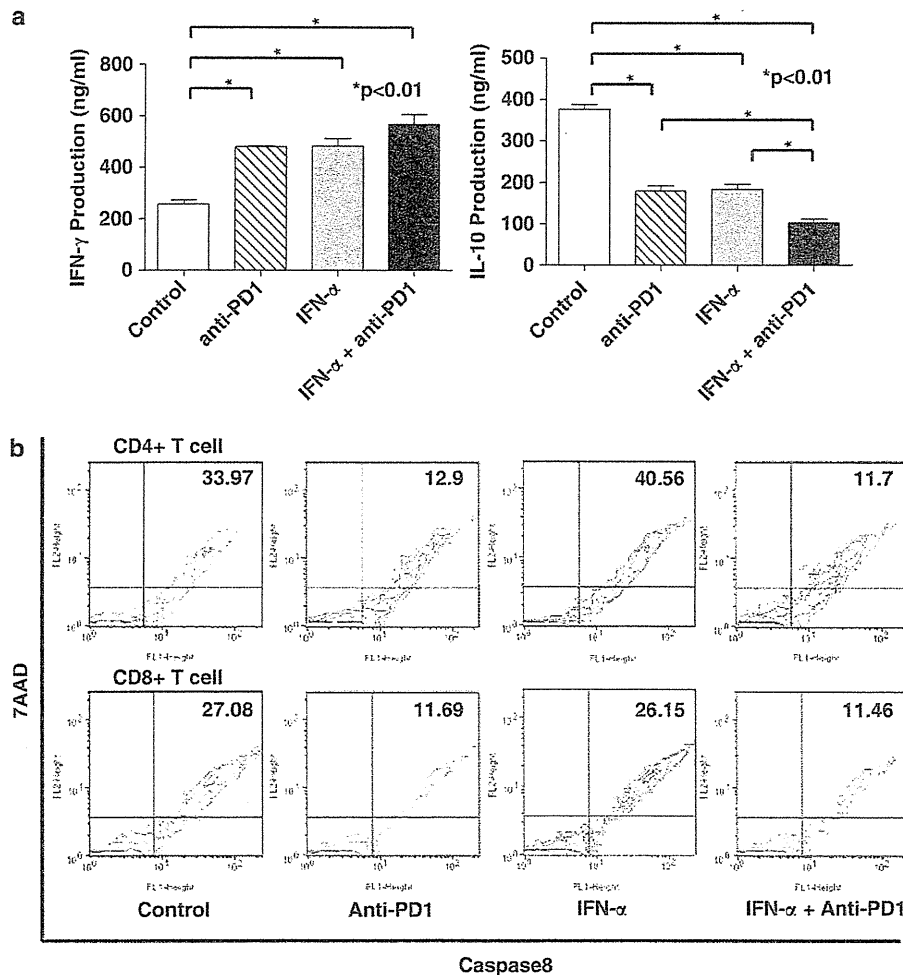 a
IFN-γ Production (ng/ml)
800
600
400
200
0
*
*
*
*p<0.01
Control
anti-PD1
IFN-α
IFN-α + anti-PD1
IL-10 Production (ng/ml)
500
400
300
200
100
0
*
*
*
*
*
*p<0.01
Control
anti-PD1
IFN-α
IFN-α + anti-PD1
b
7AAD
CD4+ T cell
33.97
12.9
40.56
11.7
CD8+ T cell
27.08
11.69
26.15
11.46
Control
Anti-PD1
IFN-α
IFN-α + Anti-PD1
Caspase8